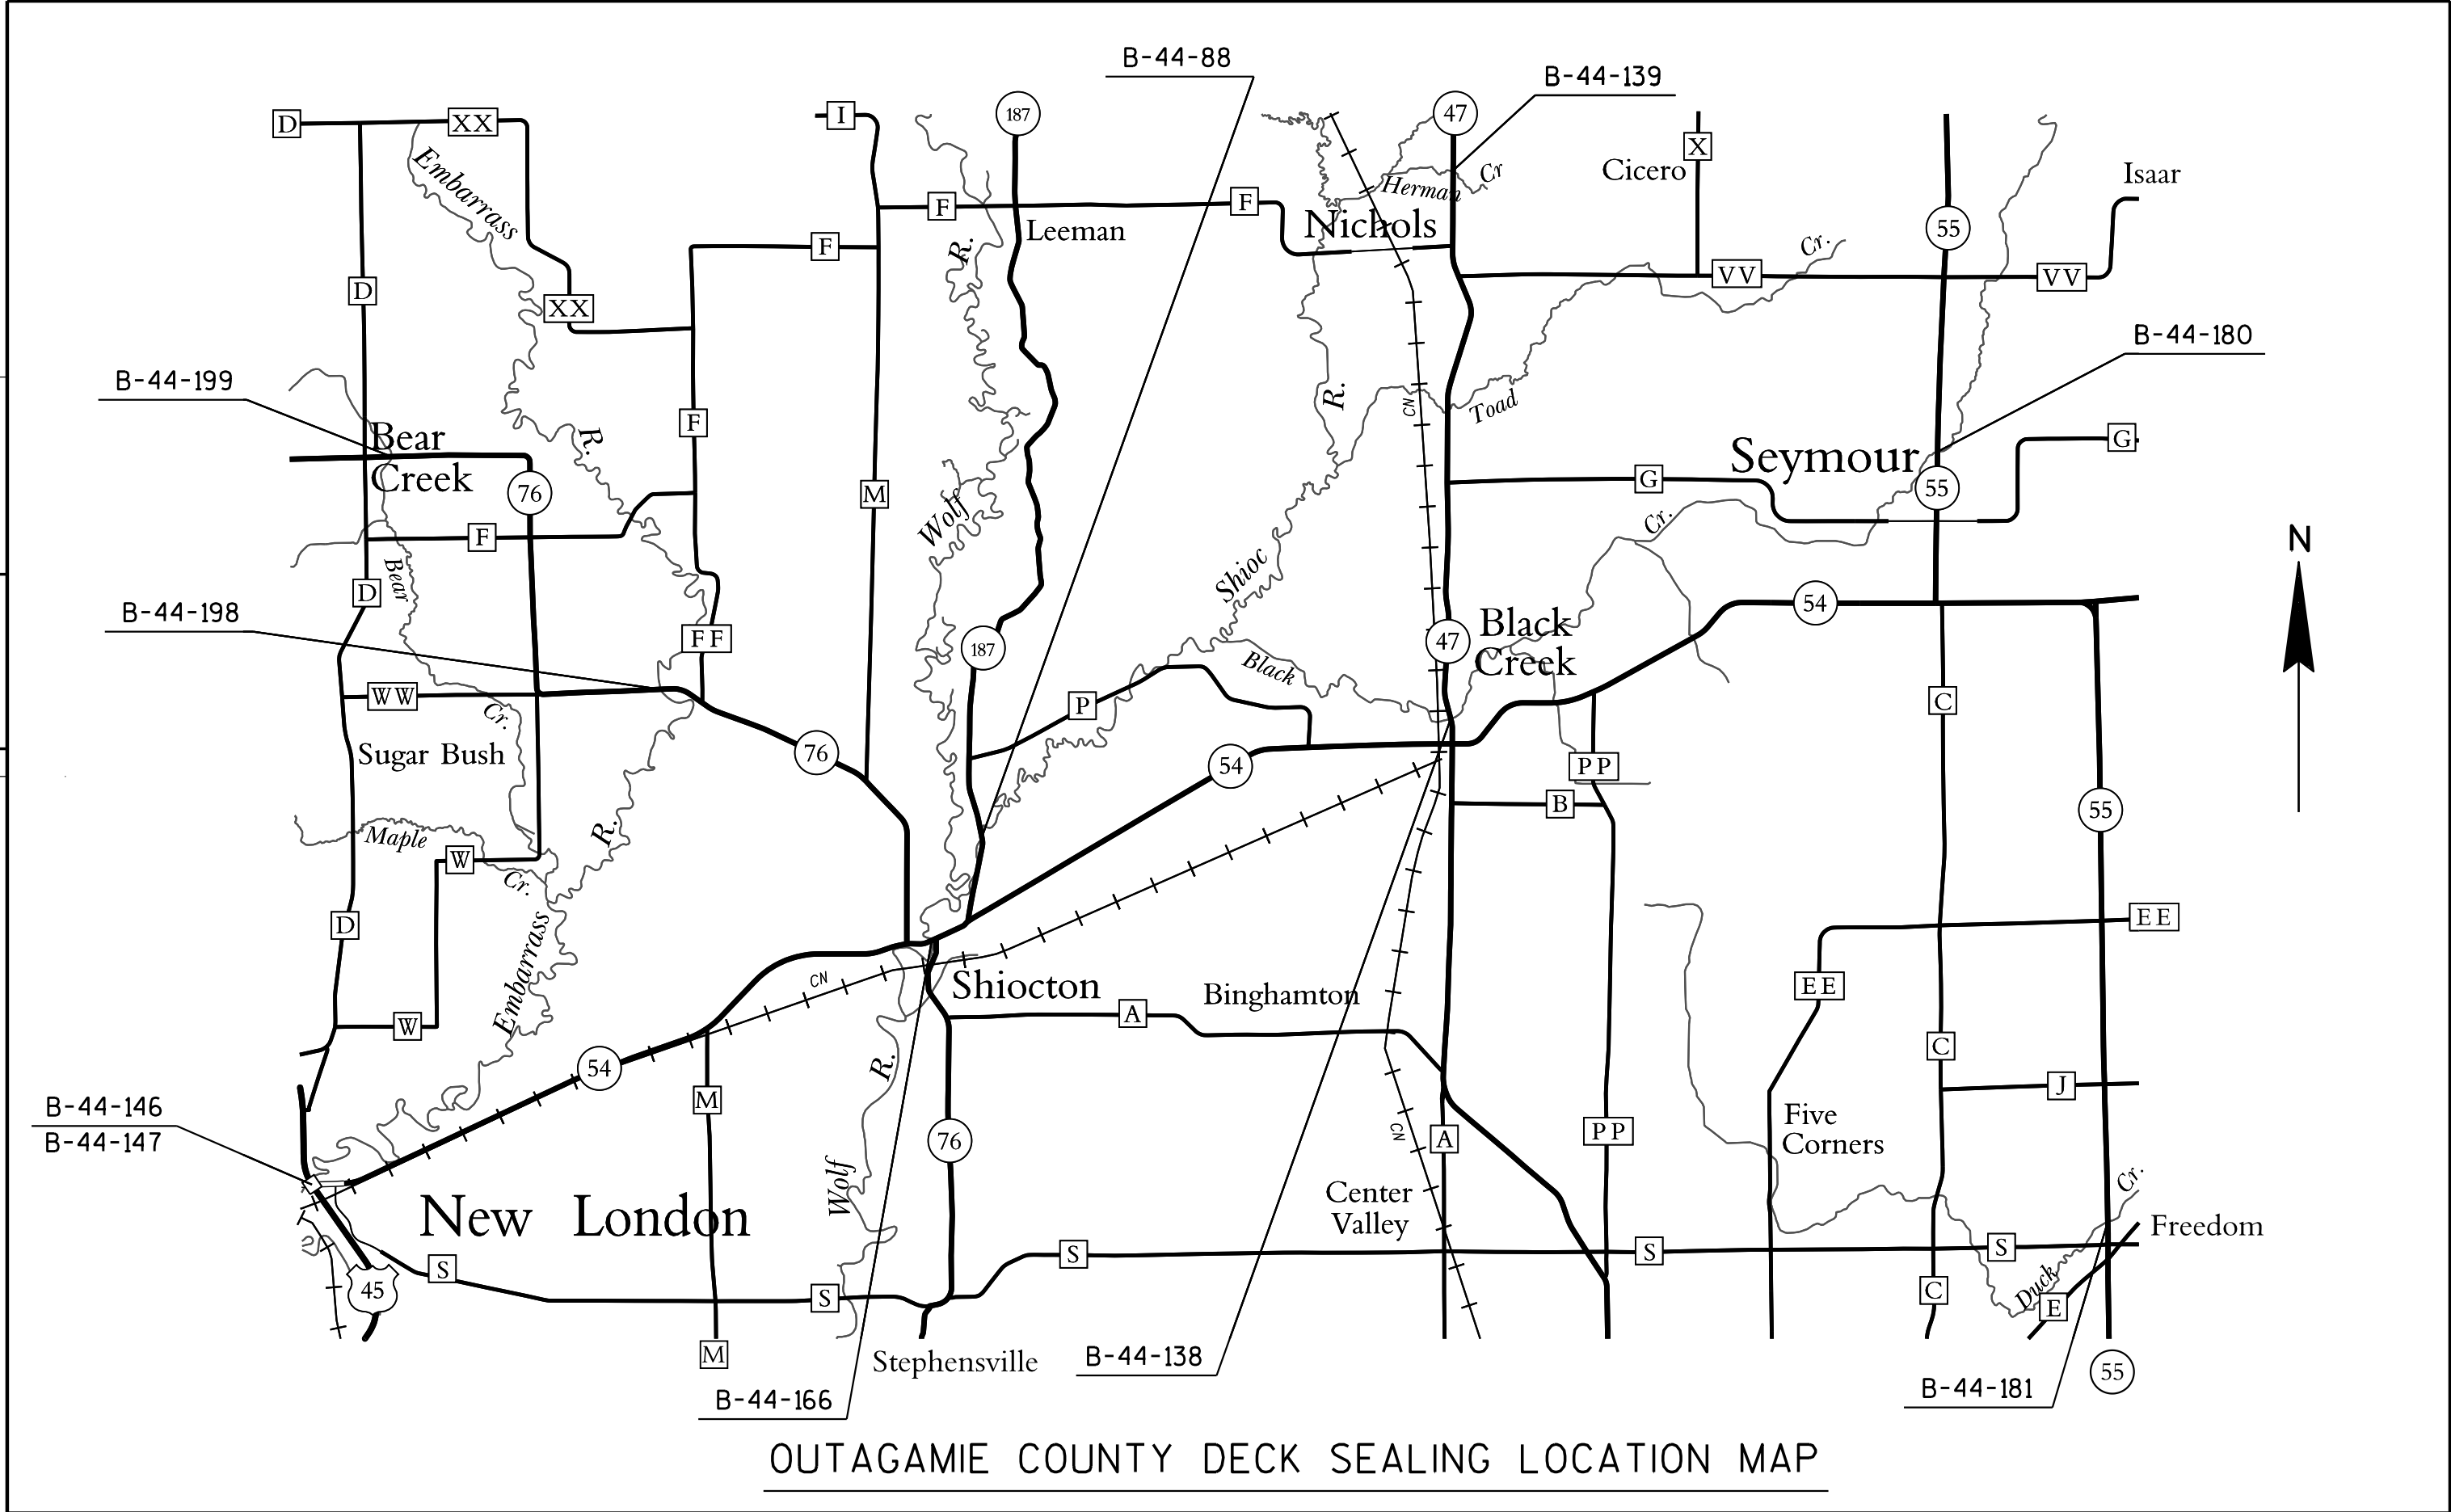 B-44-88
B-44-139
D
XX
I
187
47
X
Cicero
Isaar
Embarrass
Herman
Cr
F
F
Nichols
Leeman
55
F
R.
Cr.
VV
VV
D
XX
B-44-180
B-44-199
R.
CN
Toad
F
Bear
Creek
R.
Seymour
G
G
76
M
55
Wolf
Cr.
F
N
Bear
D
Shioc
54
B-44-198
FF
187
47
Black
Creek
Black
WW
P
C
Cr.
Sugar Bush
76
54
PP
B
55
Maple
R.
W
Cr.
D
EE
Embarrass
CN
Shiocton
Binghamton
EE
A
W
C
54
R.
M
J
B-44-146
B-44-147
Five
Corners
76
CN
A
PP
Wolf
Center
Valley
Cr.
New London
Freedom
S
S
S
S
S
45
Duck
C
E
M
Stephensville
B-44-138
55
B-44-166
B-44-181
OUTAGAMIE COUNTY DECK SEALING LOCATION MAP